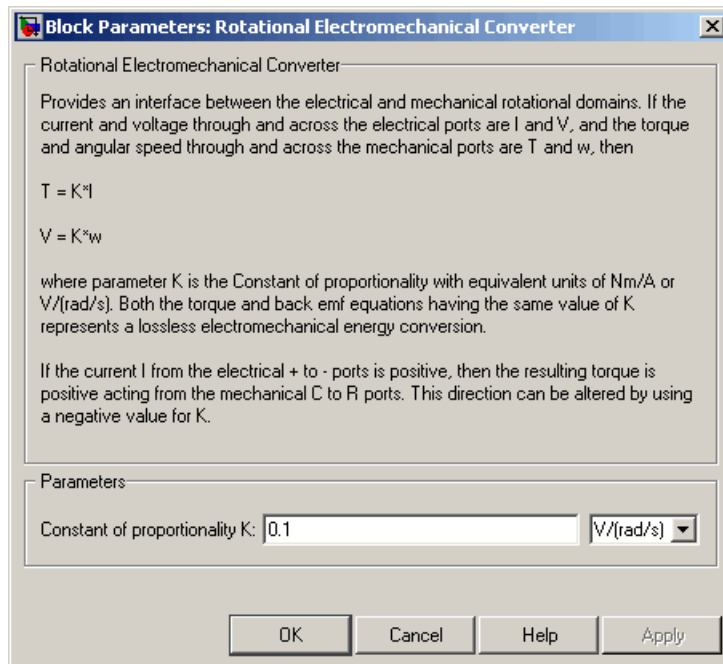 Block Parameters: Rotational Electromechanical Converter
Rotational Electromechanical Converter
Provides an interface between the electrical and mechanical rotational domains. If the
current and voltage through and across the electrical ports are I and V, and the torque
and angular speed through and across the mechanical ports are T and w, then
T = K*I
V = K*w
where parameter K is the Constant of proportionality with equivalent units of Nm/A or
V/(rad/s). Both the torque and back emf equations having the same value of K
represents a lossless electromechanical energy conversion.
If the current I from the electrical + to - ports is positive, then the resulting torque is
positive acting from the mechanical C to R ports. This direction can be altered by using
a negative value for K.
Parameters
Constant of proportionality K: 0.1 V/(rad/s)
OK Cancel Help Apply